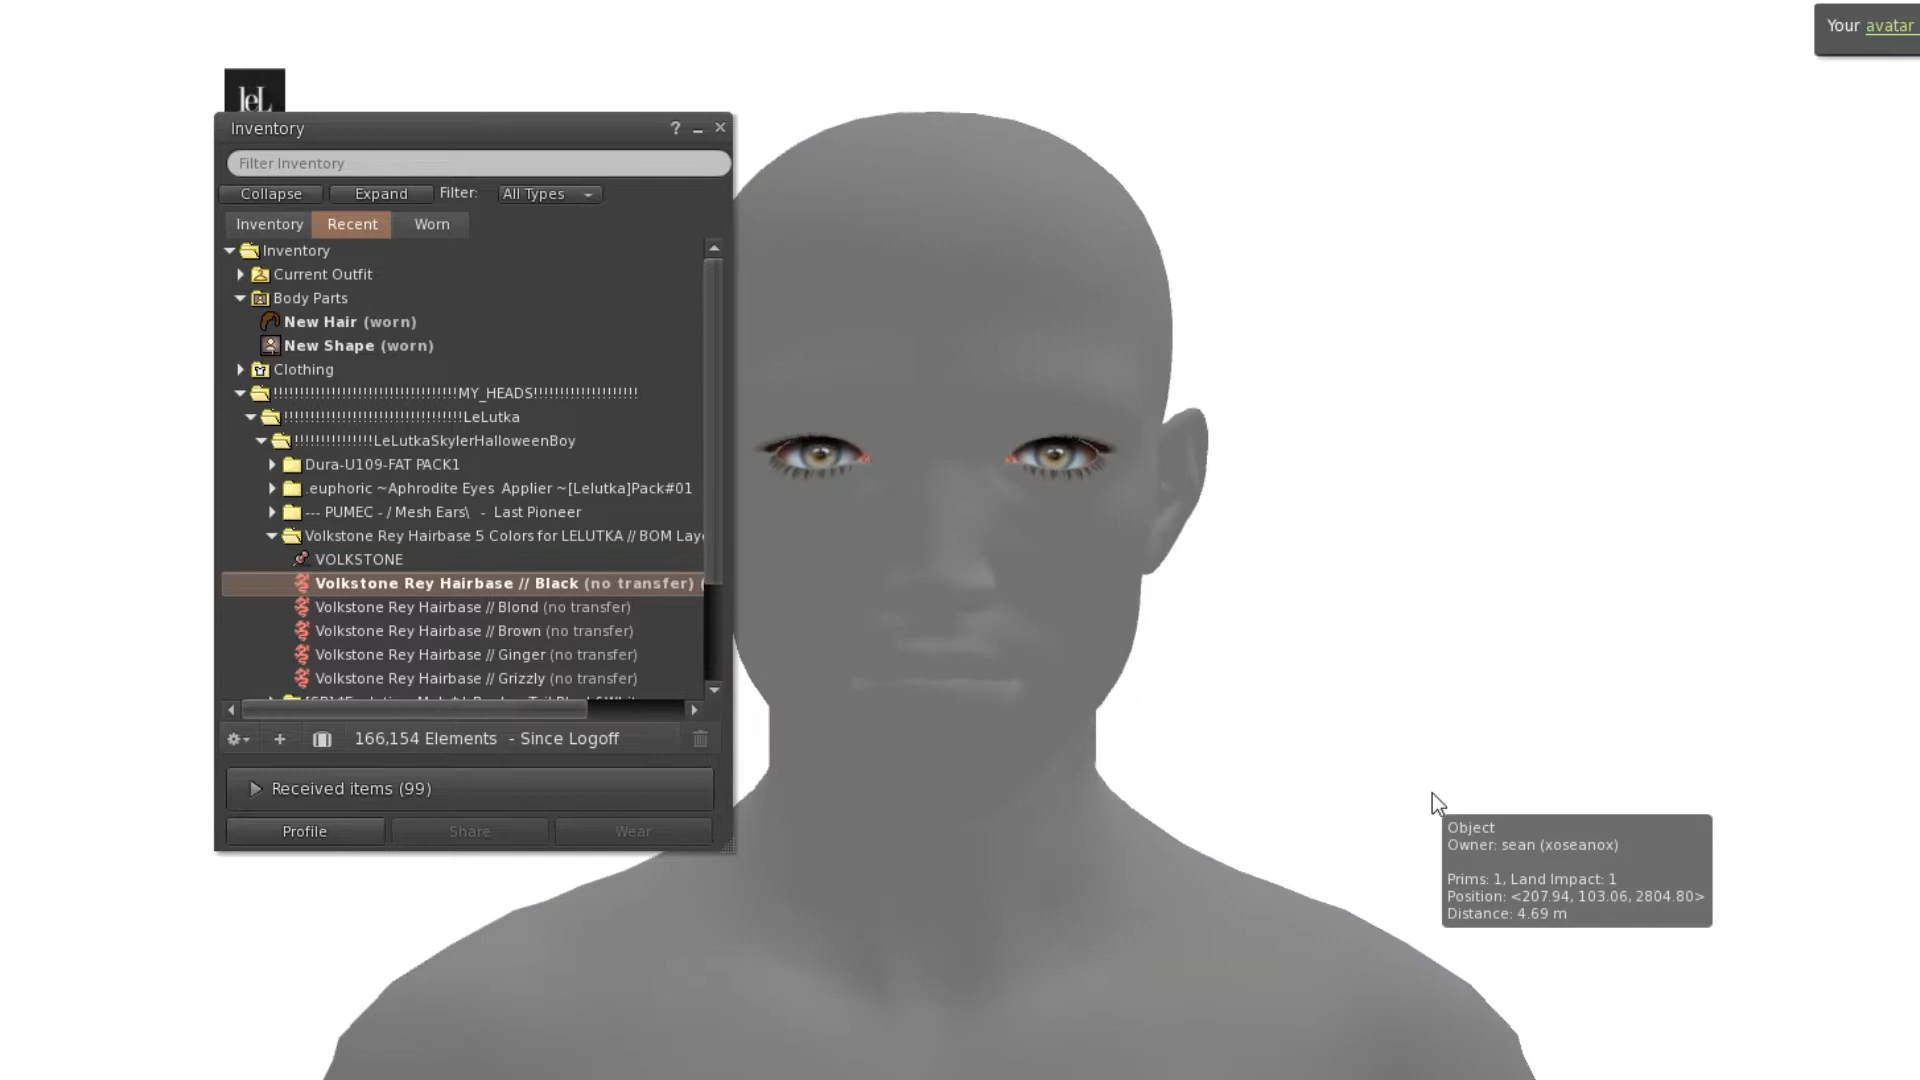 Your avatar
leL
Inventory
? _ ×
Filter Inventory
Collapse Expand Filter: All Types
Inventory Recent Worn
Inventory
Current Outfit
Body Parts
New Hair (worn)
New Shape (worn)
Clothing
!!!!!!!!!!!!!!!!!!!!!!!!!!!!!!!!!!!MY_HEADS!!!!!!!!!!!!!!!!!!!!
!!!!!!!!!!!!!!!!!!!!!!!!!!!!!!!!!!LeLutka
!!!!!!!!!!!!!!!LeLutkaSkylerHalloweenBoy
Dura-U109-FAT PACK1
.euphoric ~Aphrodite Eyes Applier ~[Lelutka]Pack#01
--- PUMEC - / Mesh Ears\ - Last Pioneer
Volkstone Rey Hairbase 5 Colors for LELUTKA // BOM Lay
VOLKSTONE
Volkstone Rey Hairbase // Black (no transfer) (
Volkstone Rey Hairbase // Blond (no transfer)
Volkstone Rey Hairbase // Brown (no transfer)
Volkstone Rey Hairbase // Ginger (no transfer)
Volkstone Rey Hairbase // Grizzly (no transfer)
166,154 Elements - Since Logoff
Received items (99)
Profile Share Wear
Object
Owner: sean (xoseanox)
Prims: 1, Land Impact: 1
Position: <207.94, 103.06, 2804.80>
Distance: 4.69 m